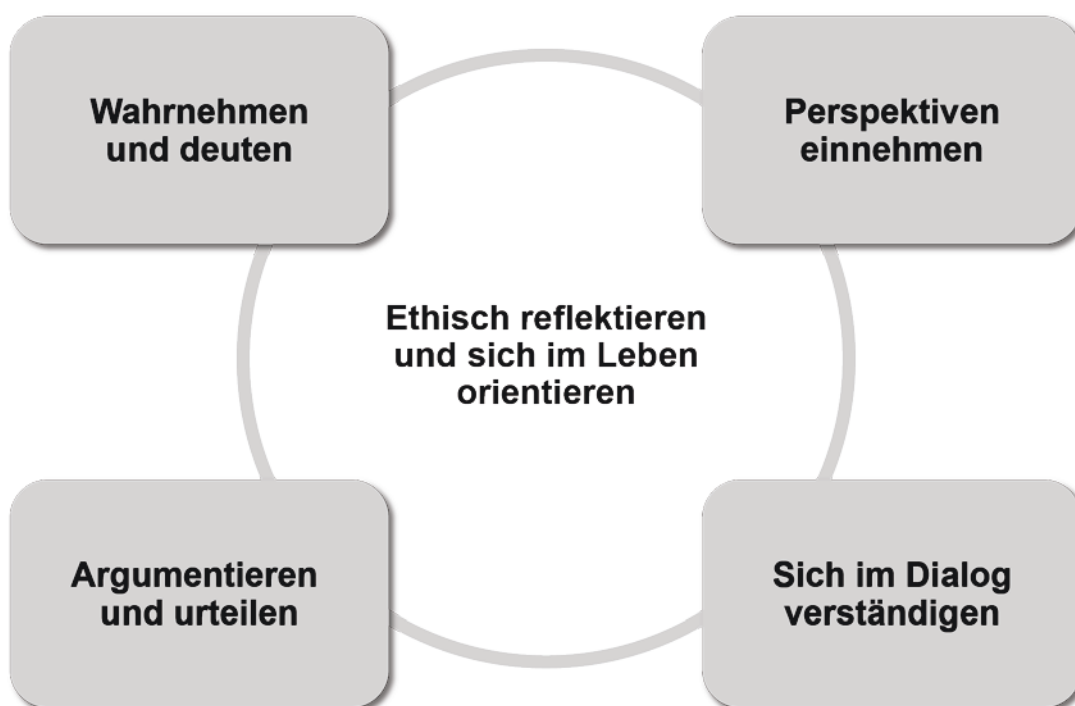 Wahrnehmen
und deuten
Perspektiven
einnehmen
Ethisch reflektieren
und sich im Leben
orientieren
Argumentieren
und urteilen
Sich im Dialog
verständigen